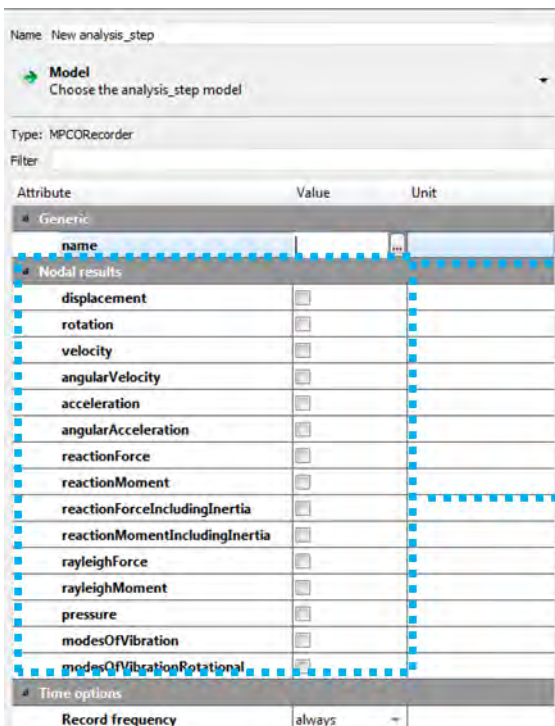 Name New analysis_step
Model
Choose the analysis_step model
Type: MPCORecorder
Filter
Attribute Value Unit
Generic
name ...
Nodal results
displacement
rotation
velocity
angularVelocity
acceleration
angularAcceleration
reactionForce
reactionMoment
reactionForceIncludingInertia
reactionMomentIncludingInertia
rayleighForce
rayleighMoment
pressure
modesOfVibration
modesOfVibrationRotational
Time options
Record frequency always